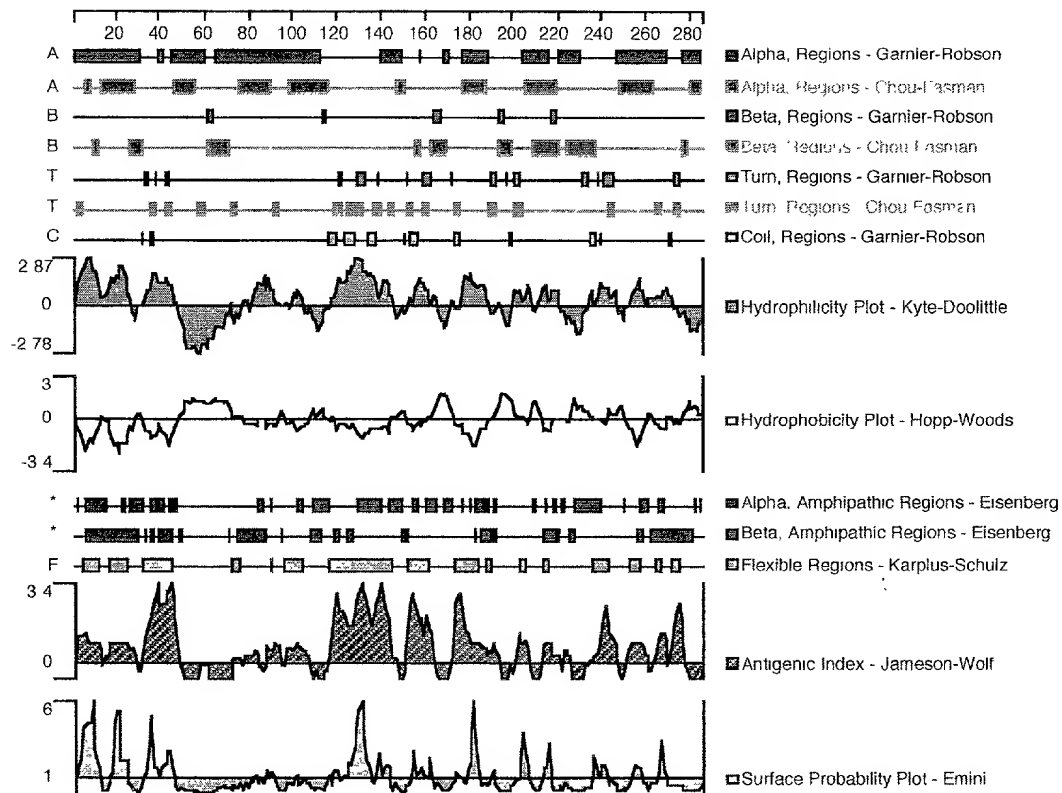 20 40 60 80 100 120 140 160 180 200 220 240 260 280
A Alpha, Regions - Garnier-Robson
A Alpha, Regions - Chou-Fasman
B Beta, Regions - Garnier-Robson
B Beta Regions - Chou Fasman
T Turn, Regions - Garnier-Robson
T Turn Regions - Chou Fasman
C Coil, Regions - Garnier-Robson
2 87
0 Hydrophilicity Plot - Kyte-Doolittle
-2 78
3
0 Hydrophobicity Plot - Hopp-Woods
-3 4
* Alpha, Amphipathic Regions - Eisenberg
* Beta, Amphipathic Regions - Eisenberg
F Flexible Regions - Karplus-Schulz
3 4
0 Antigenic Index - Jameson-Wolf
6
1 Surface Probability Plot - Emini